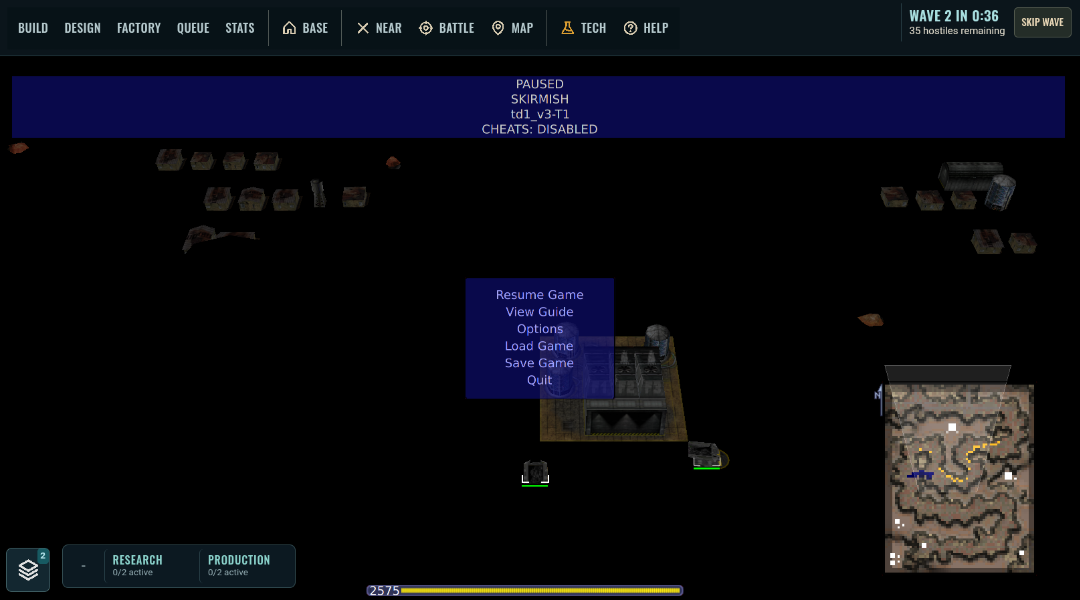 BUILD DESIGN FACTORY QUEUE STATS BASE NEAR BATTLE MAP TECH HELP
WAVE 2 IN 0:36
35 hostiles remaining
SKIP WAVE
PAUSED
SKIRMISH
td1_v3-T1
CHEATS: DISABLED
Resume Game
View Guide
Options
Load Game
Save Game
Quit
N
2
-
RESEARCH
0/2 active
PRODUCTION
0/2 active
2575